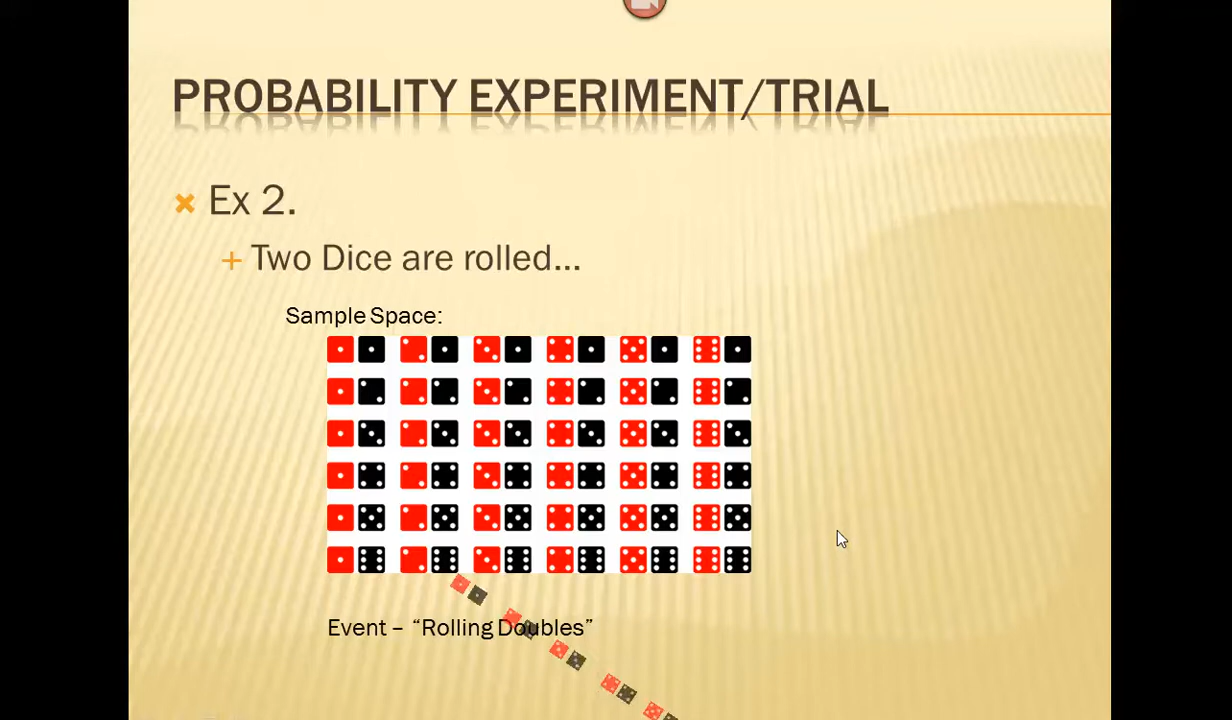 PROBABILITY EXPERIMENT/TRIAL
Ex 2.
Two Dice are rolled…
Sample Space:
Event – “Rolling Doubles”